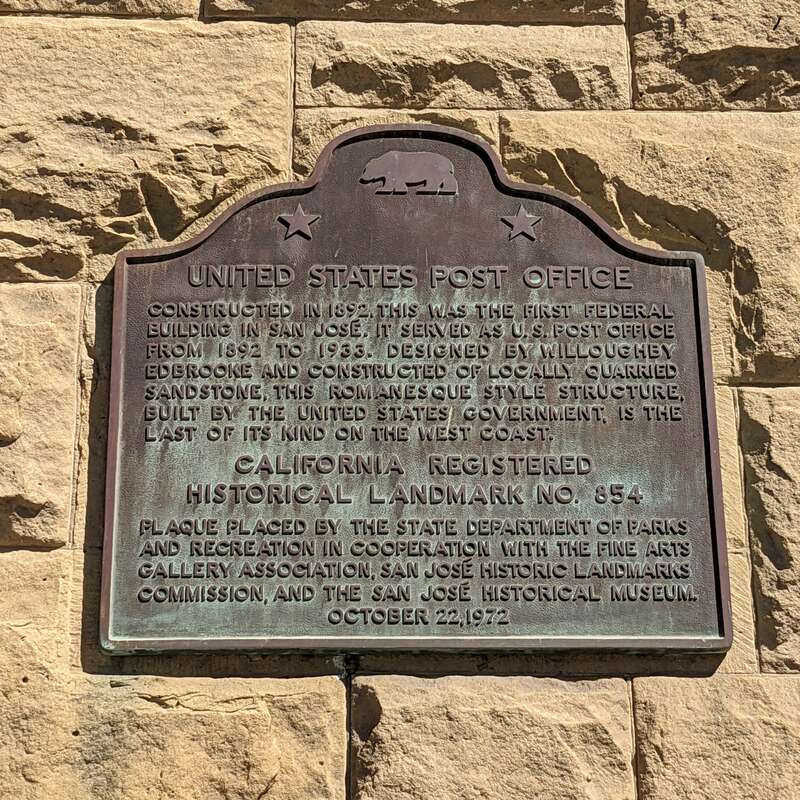 UNITED STATES POST OFFICE
CONSTRUCTED IN 1892, THIS WAS THE FIRST FEDERAL
BUILDING IN SAN JOSÉ. IT SERVED AS U.S. POST OFFICE
FROM 1892 TO 1933. DESIGNED BY WILLOUGHBY
EDBROOKE AND CONSTRUCTED OF LOCALLY QUARRIED
SANDSTONE, THIS ROMANESQUE STYLE STRUCTURE,
BUILT BY THE UNITED STATES GOVERNMENT, IS THE
LAST OF ITS KIND ON THE WEST COAST.
CALIFORNIA REGISTERED
HISTORICAL LANDMARK NO. 854
PLAQUE PLACED BY THE STATE DEPARTMENT OF PARKS
AND RECREATION IN COOPERATION WITH THE FINE ARTS
GALLERY ASSOCIATION, SAN JOSÉ HISTORIC LANDMARKS
COMMISSION, AND THE SAN JOSÉ HISTORICAL MUSEUM.
OCTOBER 22,1972